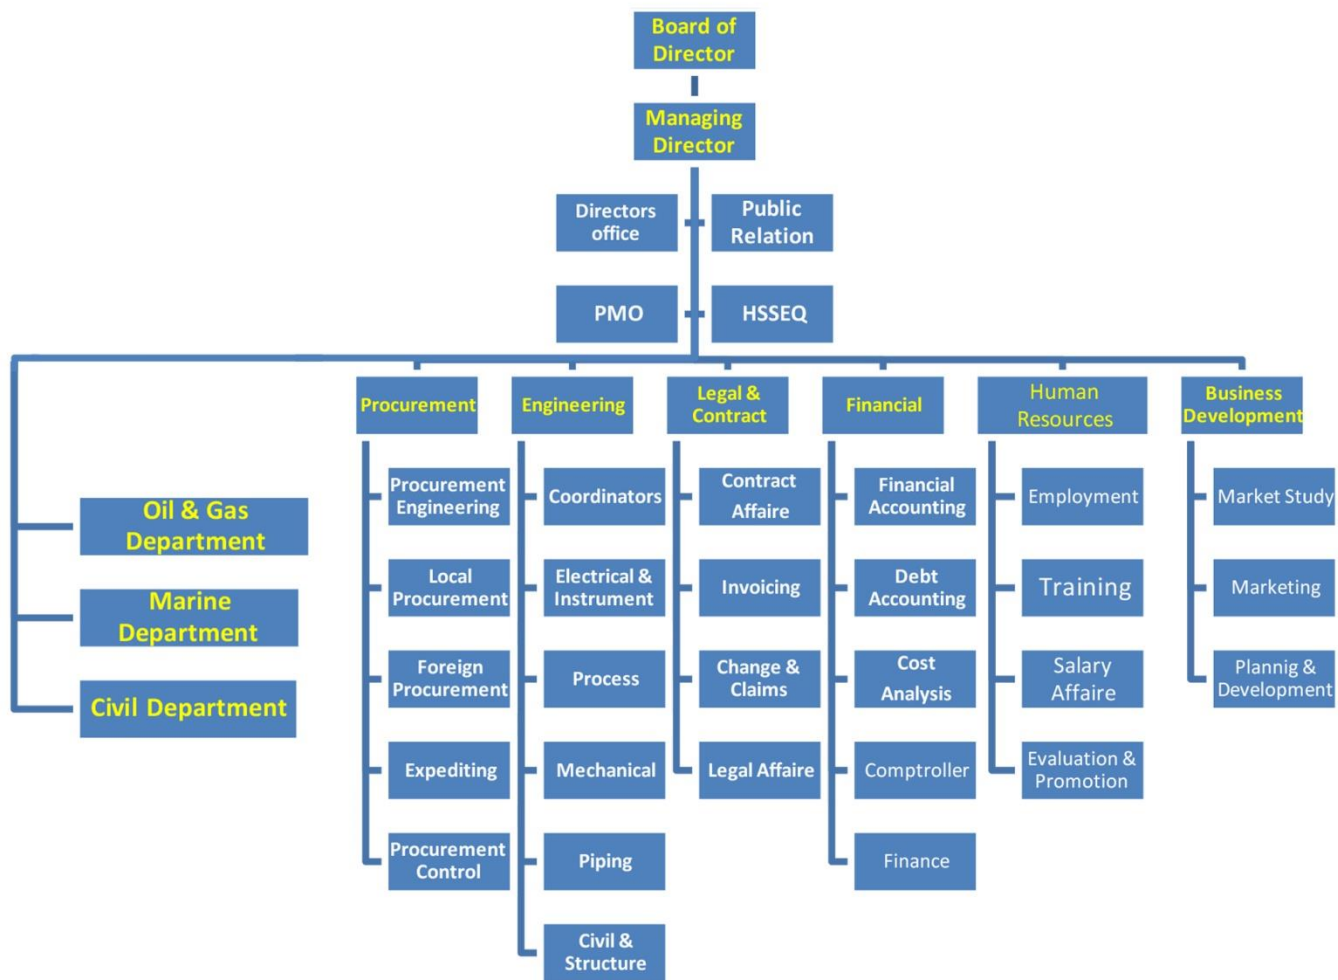 Board of
Director
Managing
Director
Directors
office
Public
Relation
PMO
HSSEQ
Oil & Gas
Department
Marine
Department
Civil Department
Procurement
Procurement
Engineering
Local
Procurement
Foreign
Procurement
Expediting
Procurement
Control
Engineering
Coordinators
Electrical &
Instrument
Process
Mechanical
Piping
Civil &
Structure
Legal &
Contract
Contract
Affaire
Invoicing
Change &
Claims
Legal Affaire
Financial
Financial
Accounting
Debt
Accounting
Cost
Analysis
Comptroller
Finance
Human
Resources
Employment
Training
Salary
Affaire
Evaluation &
Promotion
Business
Development
Market Study
Marketing
Plannig &
Development